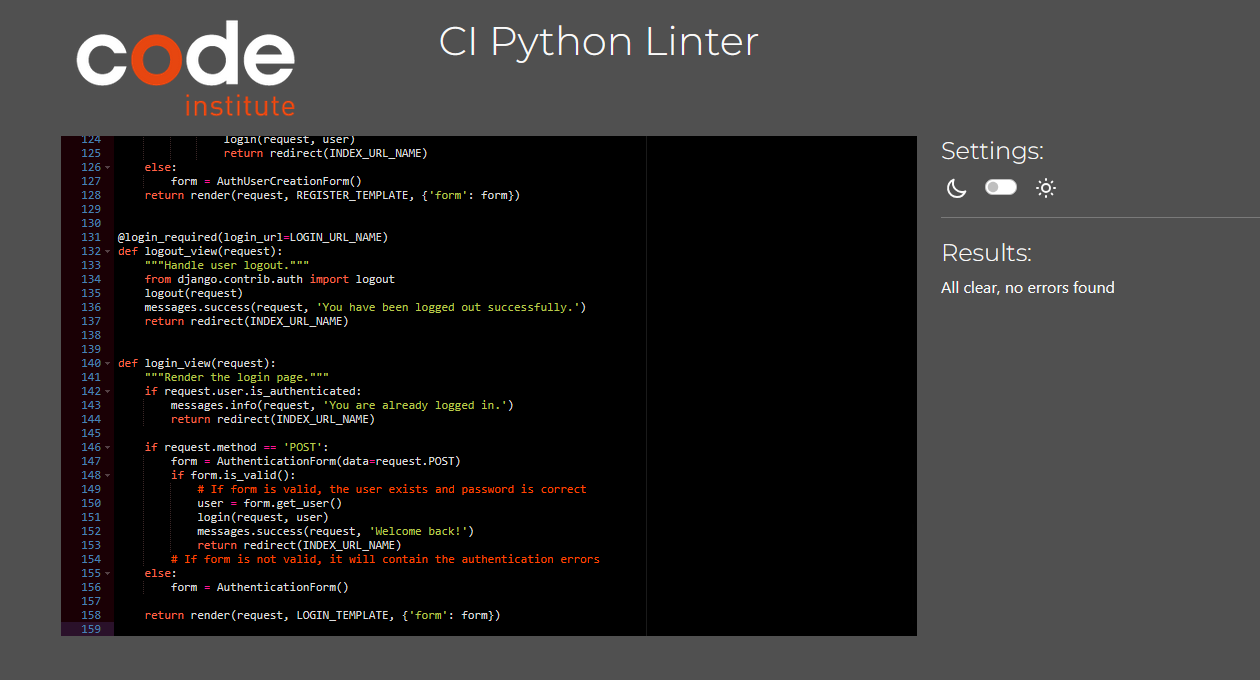 code
institute
CI Python Linter
124 login(request, user)
125 return redirect(INDEX_URL_NAME)
126 else:
127 form = AuthUserCreationForm()
128 return render(request, REGISTER_TEMPLATE, {'form': form})
129
130
131 @login_required(login_url=LOGIN_URL_NAME)
132 def logout_view(request):
133 """Handle user logout."""
134 from django.contrib.auth import logout
135 logout(request)
136 messages.success(request, 'You have been logged out successfully.')
137 return redirect(INDEX_URL_NAME)
138
139
140 def login_view(request):
141 """Render the login page."""
142 if request.user.is_authenticated:
143 messages.info(request, 'You are already logged in.')
144 return redirect(INDEX_URL_NAME)
145
146 if request.method == 'POST':
147 form = AuthenticationForm(data=request.POST)
148 if form.is_valid():
149 # If form is valid, the user exists and password is correct
150 user = form.get_user()
151 login(request, user)
152 messages.success(request, 'Welcome back!')
153 return redirect(INDEX_URL_NAME)
154 # If form is not valid, it will contain the authentication errors
155 else:
156 form = AuthenticationForm()
157
158 return render(request, LOGIN_TEMPLATE, {'form': form})
159
Settings:
Results:
All clear, no errors found